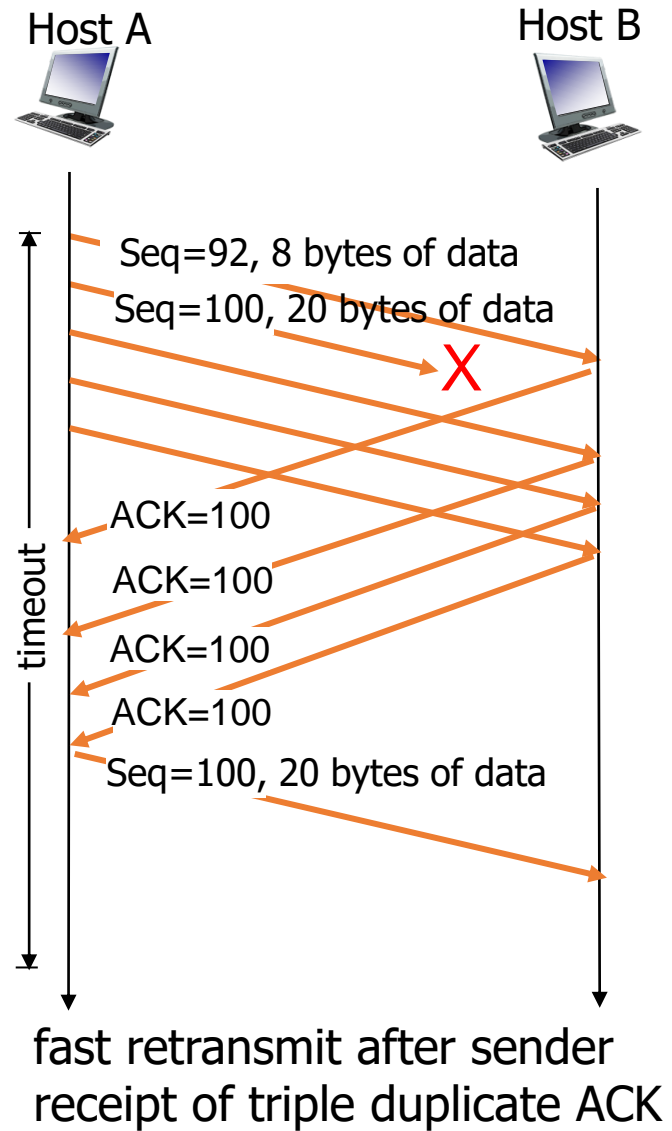 Host A
Host B
Seq=92, 8 bytes of data
Seq=100, 20 bytes of data
X
ACK=100
timeout
ACK=100
ACK=100
ACK=100
Seq=100, 20 bytes of data
fast retransmit after sender
receipt of triple duplicate ACK